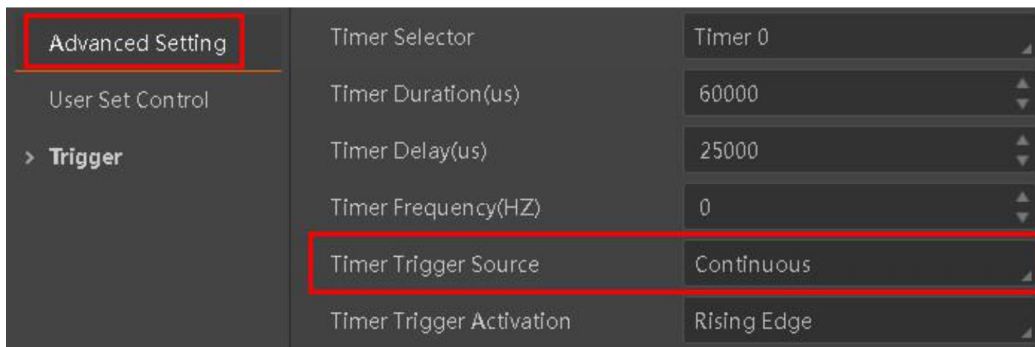 Advanced Setting
User Set Control
> Trigger
Timer Selector Timer 0
Timer Duration(us) 60000
Timer Delay(us) 25000
Timer Frequency(HZ) 0
Timer Trigger Source Continuous
Timer Trigger Activation Rising Edge